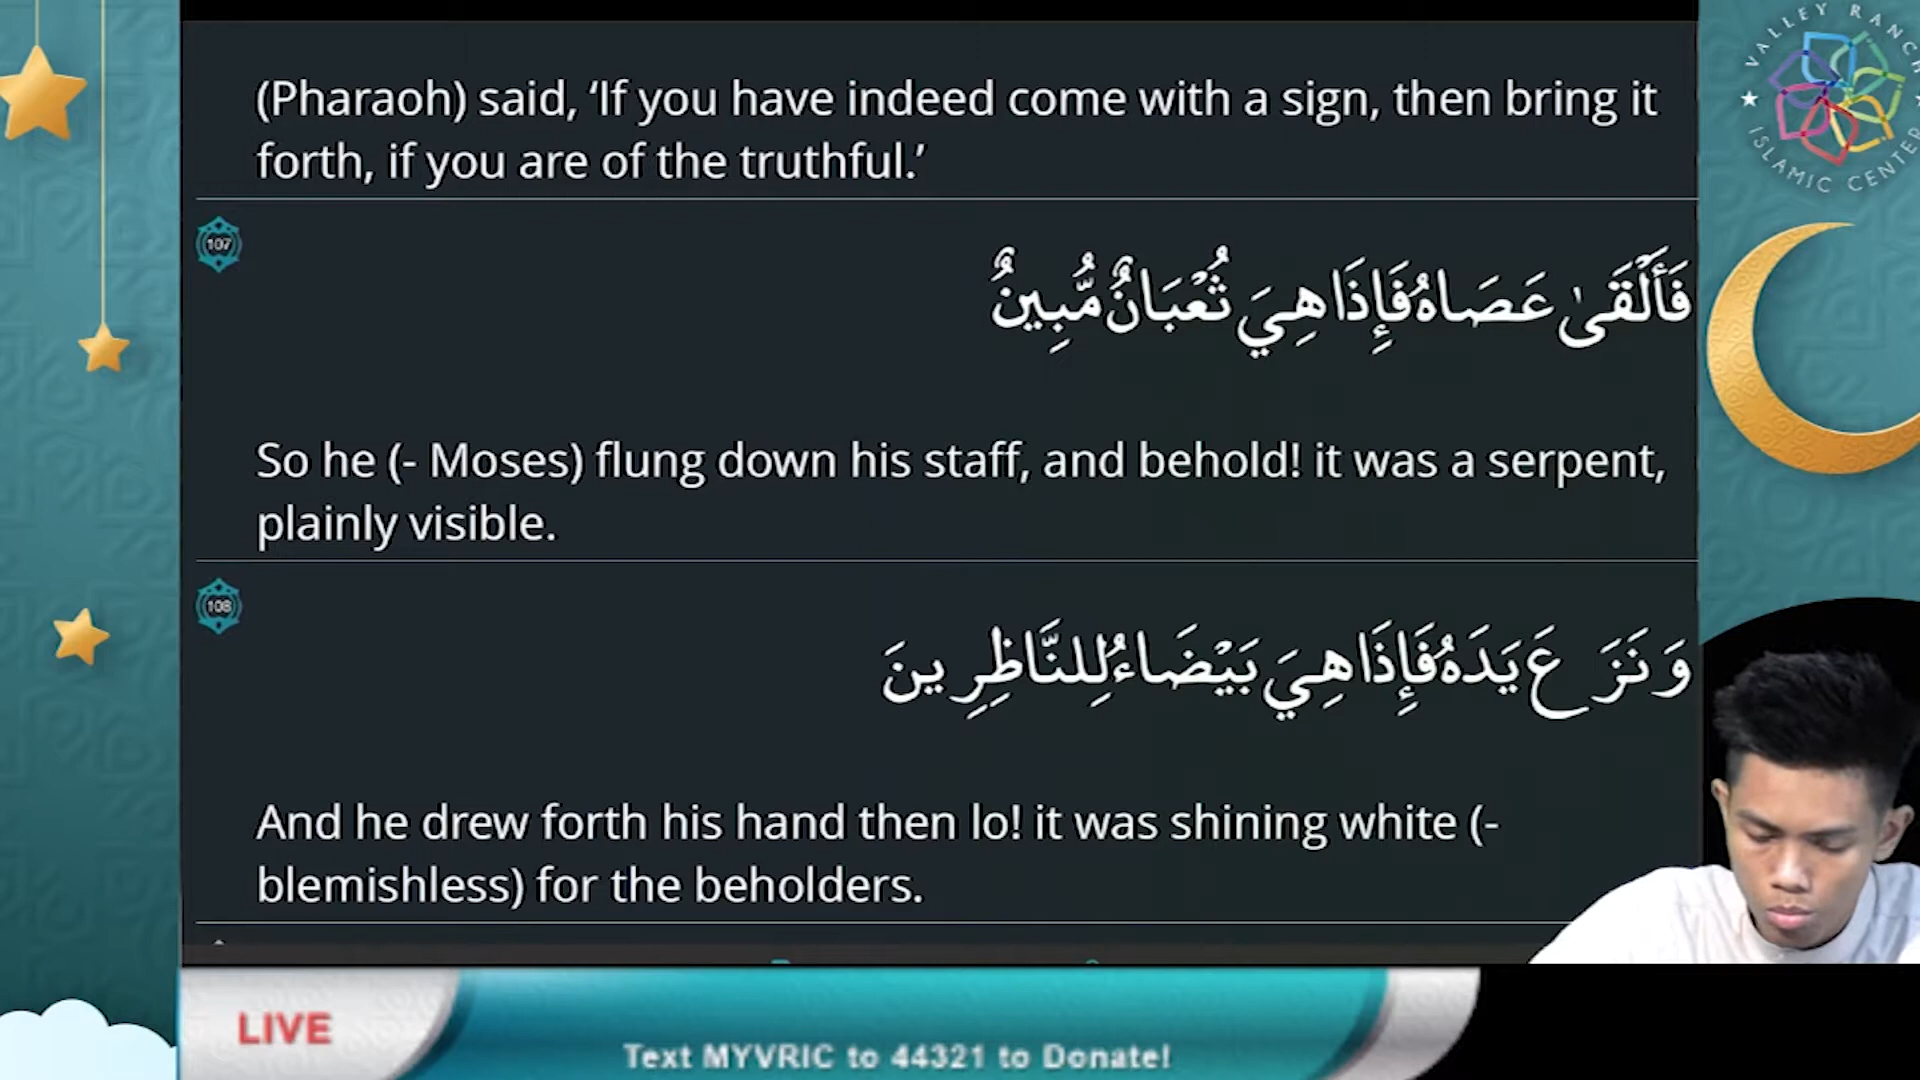 VALLEY RANCH
ISLAMIC CENTER
(Pharaoh) said, ‘If you have indeed come with a sign, then bring it
forth, if you are of the truthful.’
107
فَأَلْقَىٰ عَصَاهُ فَإِذَا هِيَ ثُعْبَانٌ مُّبِينٌ
So he (- Moses) flung down his staff, and behold! it was a serpent,
plainly visible.
108
وَنَزَعَ يَدَهُ فَإِذَا هِيَ بَيْضَاءُ لِلنَّاظِرِينَ
And he drew forth his hand then lo! it was shining white (-
blemishless) for the beholders.
LIVE
Text MYVRIC to 44321 to Donate!